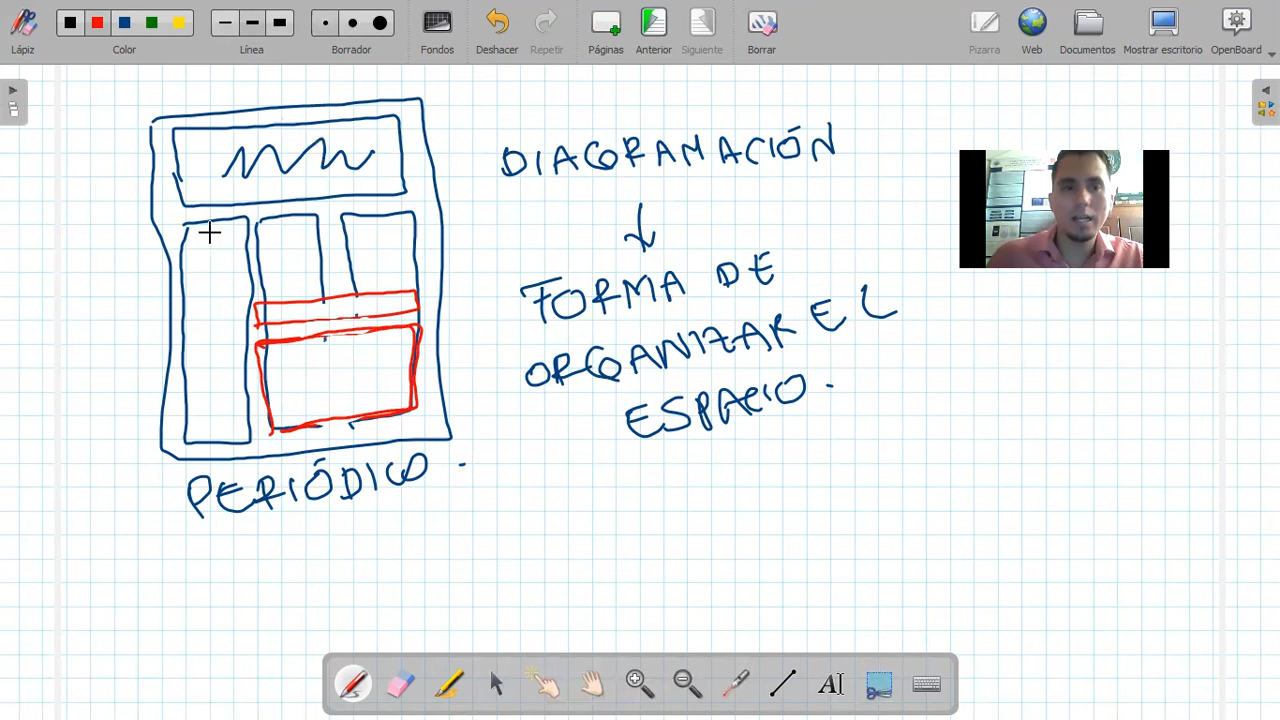 Lápiz
Color
Línea
Borrador
Fondos
Deshacer
Repetir
Páginas
Anterior
Siguiente
Borrar
Pizarra
Web
Documentos
Mostrar escritorio
OpenBoard
DIAGRAMACIÓN
FORMA DE
ORGANIZAR EL
ESPACIO.
PERIÓDICO.